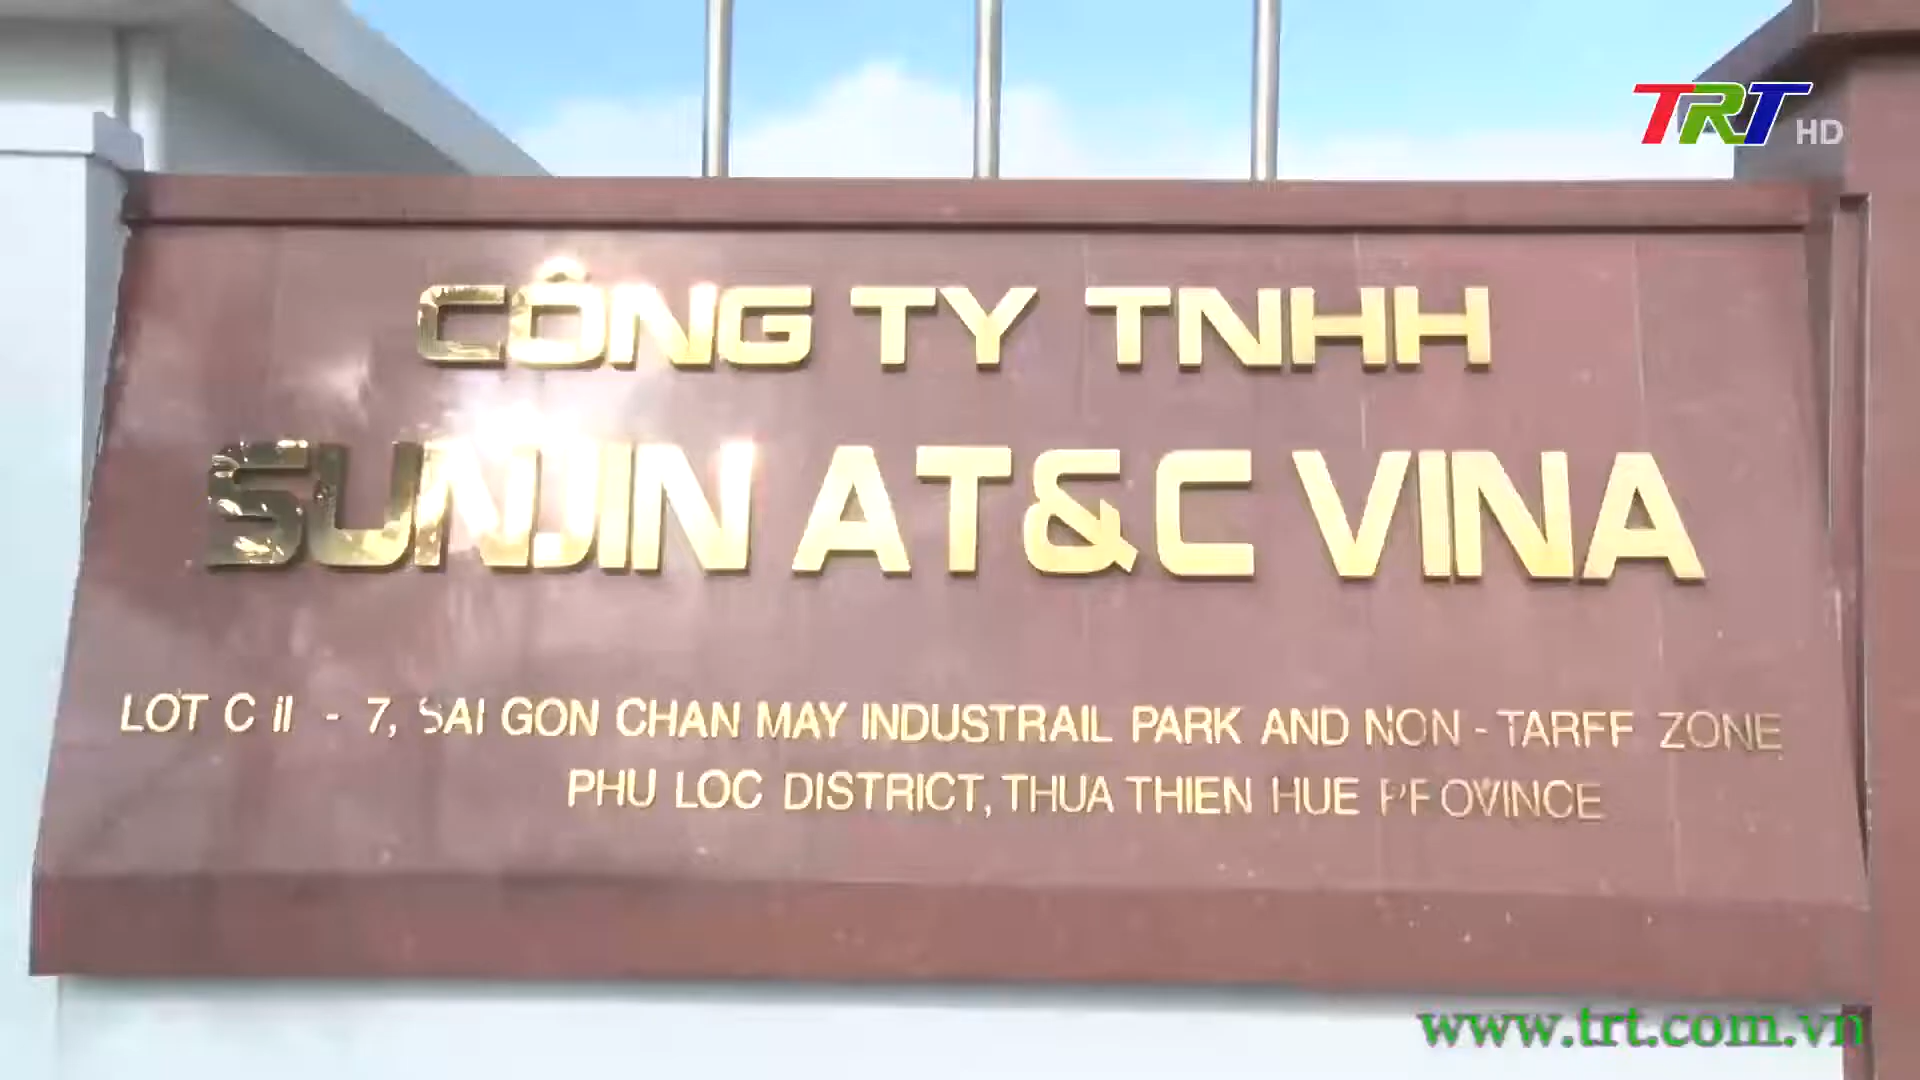 TRT HD
CÔNG TY TNHH
SUNJIN AT&C VINA
LOT C II - 7, SAI GON CHAN MAY INDUSTRAIL PARK AND NON - TARFF ZONE
PHU LOC DISTRICT, THUA THIEN HUE PROVINCE
www.trt.com.vn